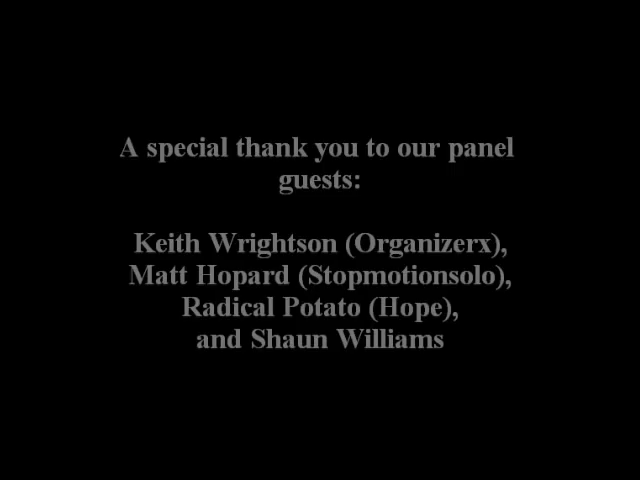 A special thank you to our panel
guests:
Keith Wrightson (Organizerx),
Matt Hopard (Stopmotionsolo),
Radical Potato (Hope),
and Shaun Williams